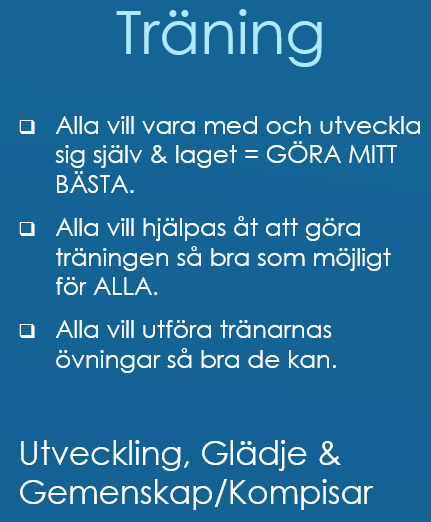 Träning
Alla vill vara med och utveckla
sig själv & laget = GÖRA MITT
BÄSTA.
Alla vill hjälpas åt att göra
träningen så bra som möjligt
för ALLA.
Alla vill utföra tränarnas
övningar så bra de kan.
Utveckling, Glädje &
Gemenskap/Kompisar